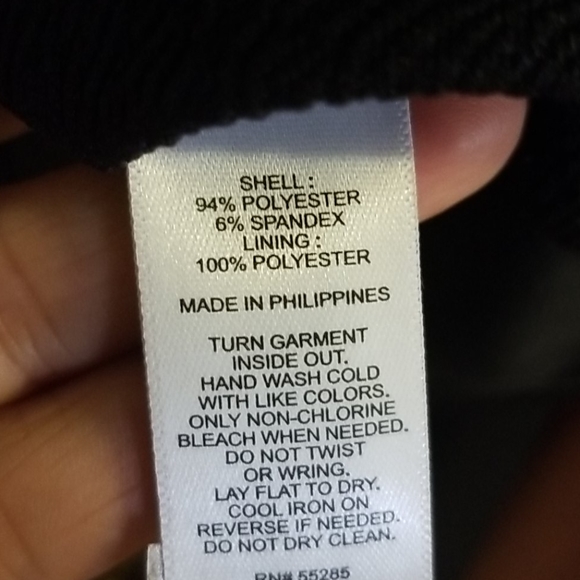 SHELL :
94% POLYESTER
6% SPANDEX
LINING :
100% POLYESTER
MADE IN PHILIPPINES
TURN GARMENT
INSIDE OUT.
HAND WASH COLD
WITH LIKE COLORS.
ONLY NON-CHLORINE
BLEACH WHEN NEEDED.
DO NOT TWIST
OR WRING.
LAY FLAT TO DRY.
COOL IRON ON
REVERSE IF NEEDED.
DO NOT DRY CLEAN.
RN# 55285